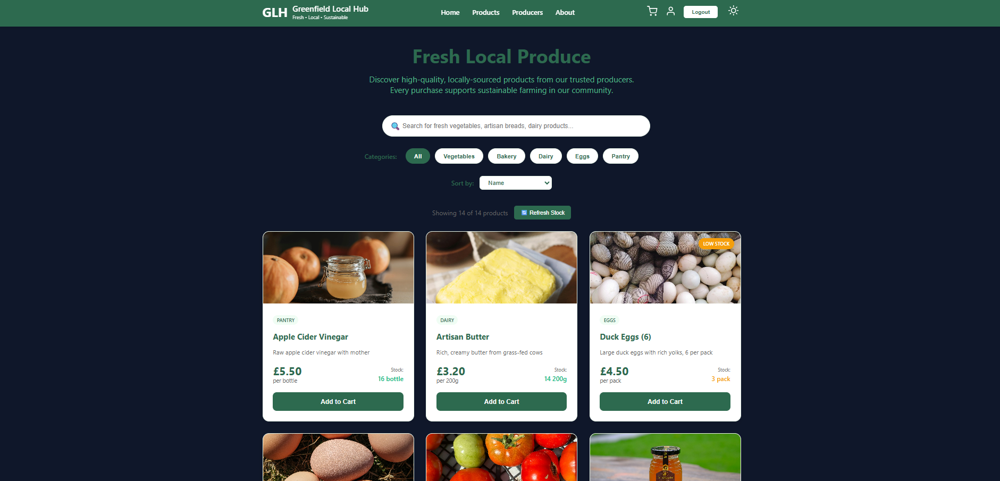 GLH
Greenfield Local Hub
Fresh • Local • Sustainable
Home
Products
Producers
About
Logout
Fresh Local Produce
Discover high-quality, locally-sourced products from our trusted producers.
Every purchase supports sustainable farming in our community.
Search for fresh vegetables, artisan breads, dairy products...
Categories:
All
Vegetables
Bakery
Dairy
Eggs
Pantry
Sort by:
Name
Showing 14 of 14 products
Refresh Stock
PANTRY
Apple Cider Vinegar
Raw apple cider vinegar with mother
£5.50
per bottle
Stock:
16 bottle
Add to Cart
DAIRY
Artisan Butter
Rich, creamy butter from grass-fed cows
£3.20
per 200g
Stock:
14 200g
Add to Cart
LOW STOCK
EGGS
Duck Eggs (6)
Large duck eggs with rich yolks, 6 per pack
£4.50
per pack
Stock:
3 pack
Add to Cart